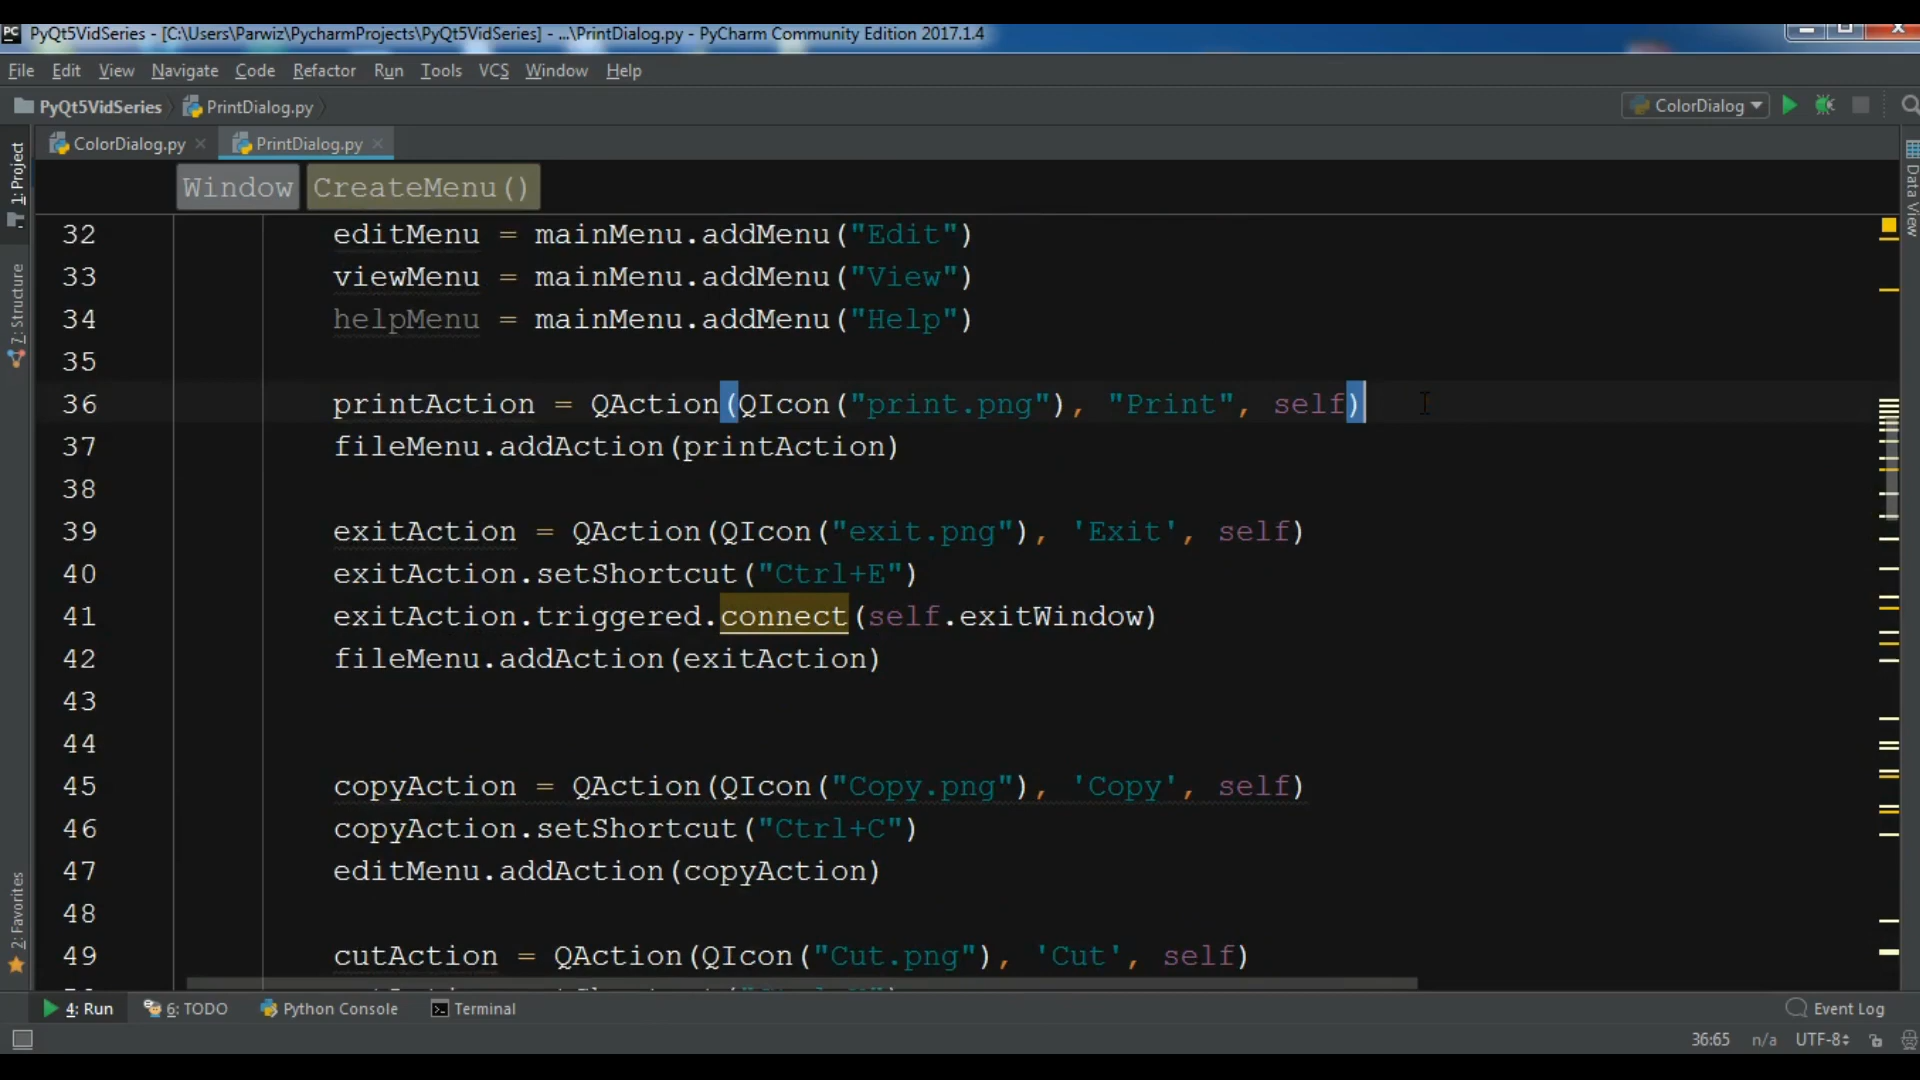 PC PyQt5VidSeries - [C:\Users\Parwiz\PycharmProjects\PyQt5VidSeries] - ...\PrintDialog.py - PyCharm Community Edition 2017.1.4
File Edit View Navigate Code Refactor Run Tools VCS Window Help
PyQt5VidSeries PrintDialog.py ColorDialog
ColorDialog.py PrintDialog.py
Window CreateMenu()
1: Project
7: Structure
2: Favorites
Data View
32 editMenu = mainMenu.addMenu("Edit")
33 viewMenu = mainMenu.addMenu("View")
34 helpMenu = mainMenu.addMenu("Help")
35
36 printAction = QAction(QIcon("print.png"), "Print", self)
37 fileMenu.addAction(printAction)
38
39 exitAction = QAction(QIcon("exit.png"), 'Exit', self)
40 exitAction.setShortcut("Ctrl+E")
41 exitAction.triggered.connect(self.exitWindow)
42 fileMenu.addAction(exitAction)
43
44
45 copyAction = QAction(QIcon("Copy.png"), 'Copy', self)
46 copyAction.setShortcut("Ctrl+C")
47 editMenu.addAction(copyAction)
48
49 cutAction = QAction(QIcon("Cut.png"), 'Cut', self)
4: Run 6: TODO Python Console Terminal Event Log
36:65 n/a UTF-8